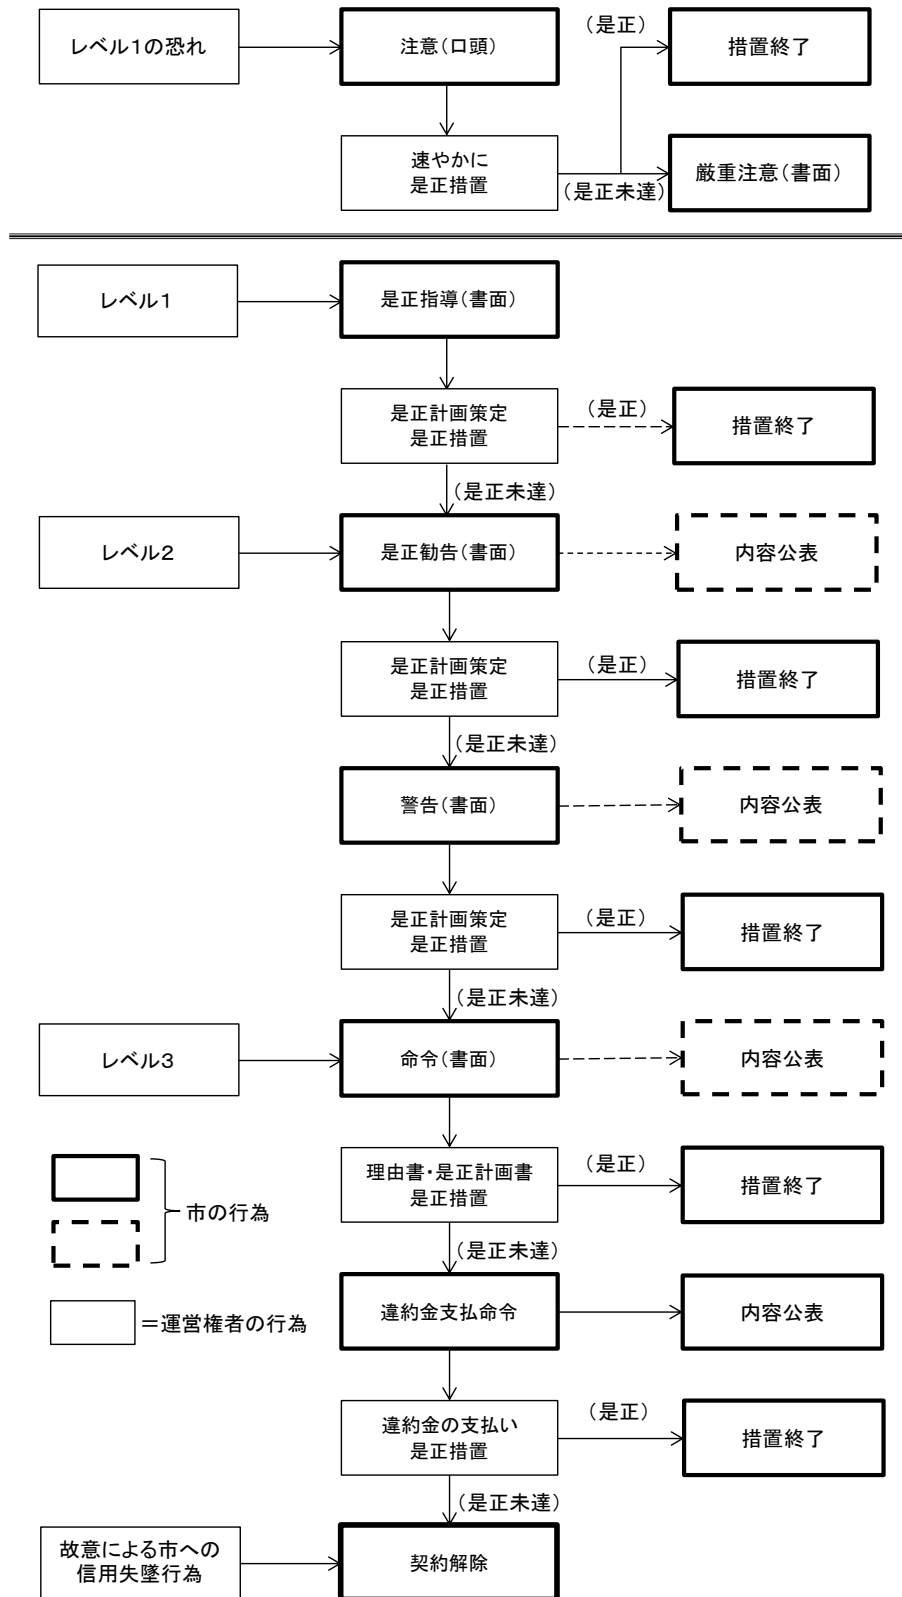 レベル1の恐れ
注意(口頭)
(是正)
措置終了
速やかに
是正措置
(是正未達)
厳重注意(書面)
レベル1
是正指導(書面)
是正計画策定
是正措置
(是正)
措置終了
(是正未達)
レベル2
是正勧告(書面)
内容公表
是正計画策定
是正措置
(是正)
措置終了
(是正未達)
警告(書面)
内容公表
是正計画策定
是正措置
(是正)
措置終了
(是正未達)
レベル3
命令(書面)
内容公表
理由書・是正計画書
是正措置
(是正)
措置終了
市の行為
(是正未達)
=運営権者の行為
違約金支払命令
内容公表
違約金の支払い
是正措置
(是正)
措置終了
(是正未達)
故意による市への
信用失墜行為
契約解除